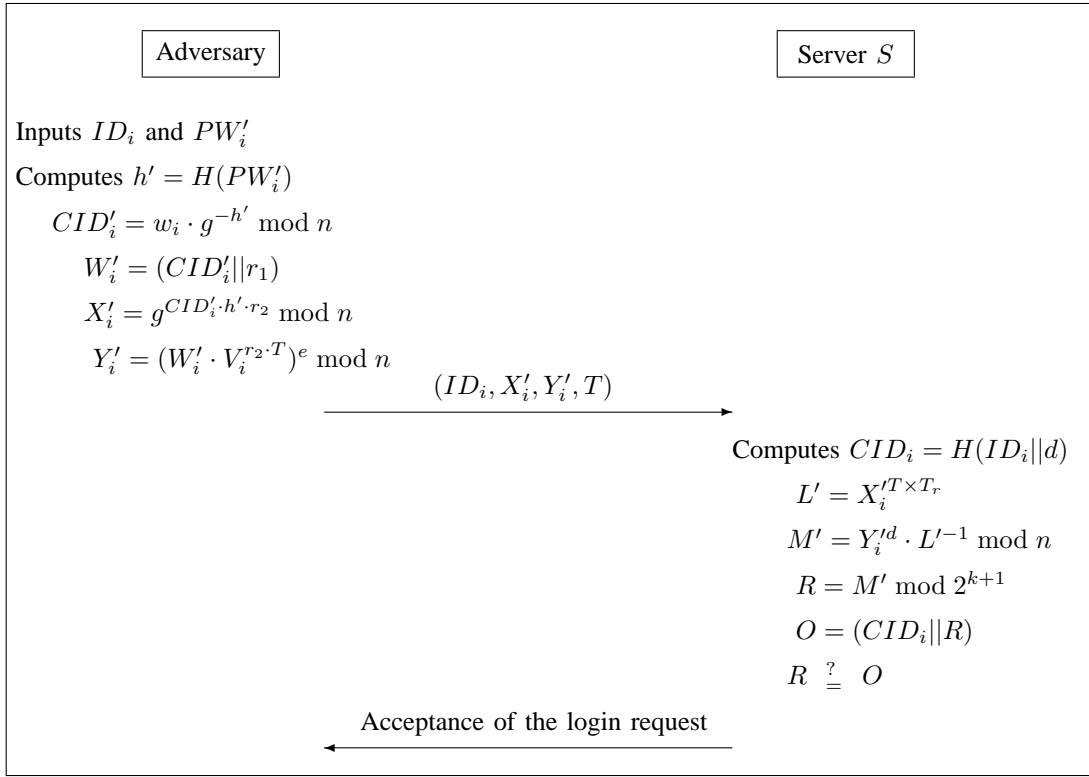 Adversary
Server S
Inputs ID_i and PW'_i
Computes h' = H(PW'_i)
CID'_i = w_i · g^{-h'} mod n
W'_i = (CID'_i||r_1)
X'_i = g^{CID'_i·h'·r_2} mod n
Y'_i = (W'_i · V_i^{r_2·T})^e mod n
(ID_i, X'_i, Y'_i, T)
Computes CID_i = H(ID_i||d)
L' = X_i'^{T×T_r}
M' = Y_i'^d · L'^{-1} mod n
R = M' mod 2^{k+1}
O = (CID_i||R)
R ?= O
Acceptance of the login request